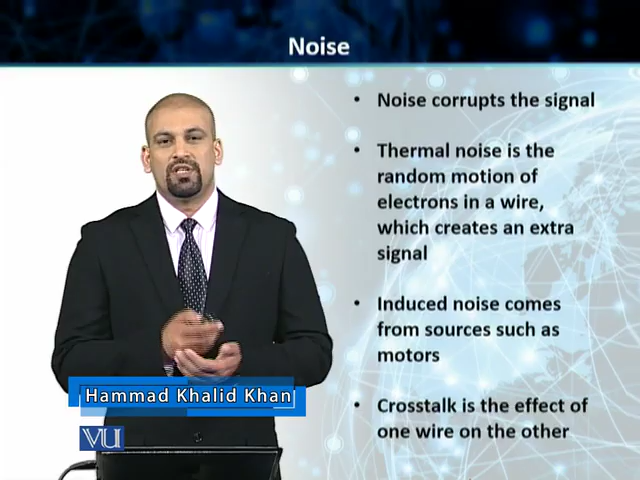 Noise
• Noise corrupts the signal
• Thermal noise is the
random motion of
electrons in a wire,
which creates an extra
signal
• Induced noise comes
from sources such as
motors
• Crosstalk is the effect of
one wire on the other
Hammad Khalid Khan
VU